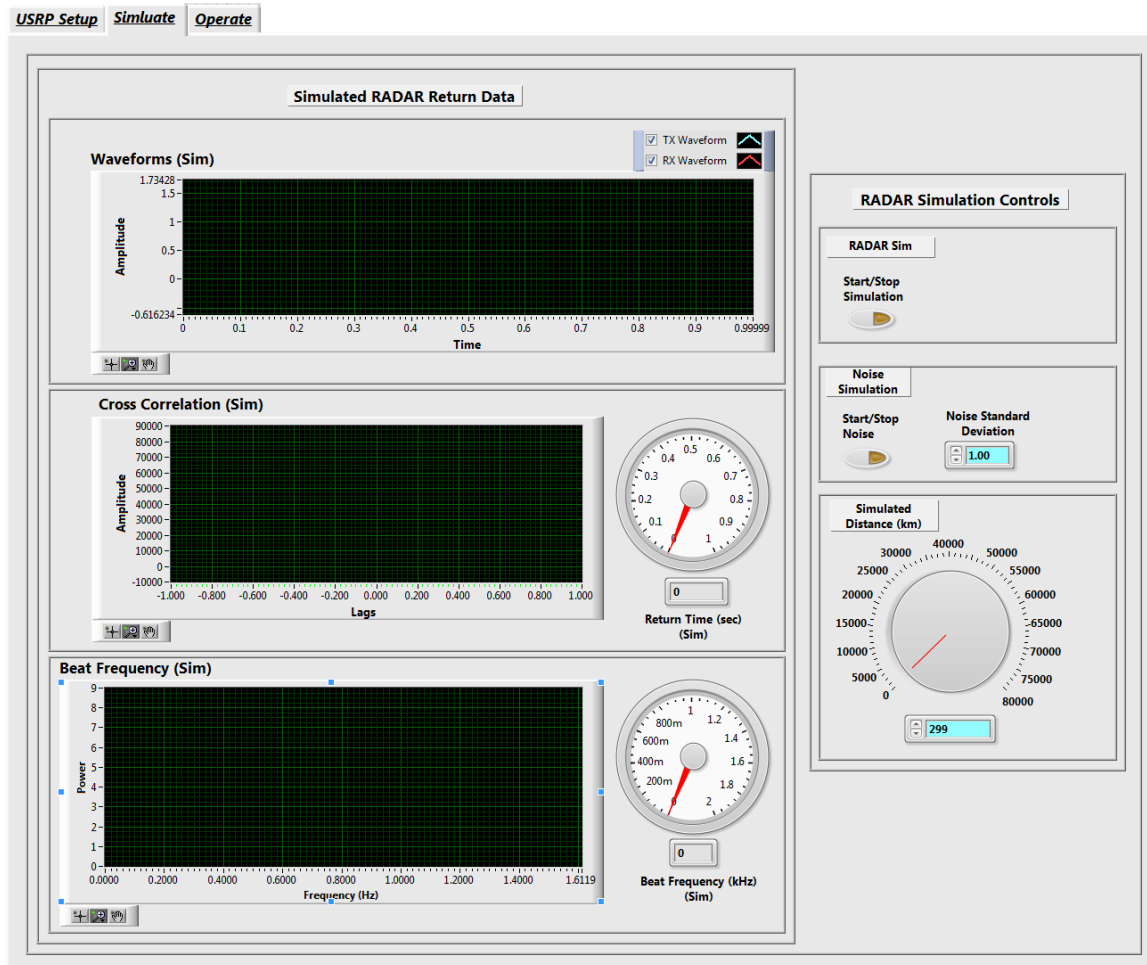 USRP Setup
Simluate
Operate
Simulated RADAR Return Data
Waveforms (Sim)
TX Waveform
RX Waveform
Amplitude
1.73428
1.5
1
0.5
0
-0.616234
0 0.1 0.2 0.3 0.4 0.5 0.6 0.7 0.8 0.9 0.99999
Time
Cross Correlation (Sim)
Amplitude
90000
80000
70000
60000
50000
40000
30000
20000
10000
0
-10000
-1.000 -0.800 -0.600 -0.400 -0.200 0.000 0.200 0.400 0.600 0.800 1.000
Lags
0 0.1 0.2 0.3 0.4 0.5 0.6 0.7 0.8 0.9 1
0
Return Time (sec)
(Sim)
Beat Frequency (Sim)
Power
9
8
7
6
5
4
3
2
1
0
0.0000 0.2000 0.4000 0.6000 0.8000 1.0000 1.2000 1.4000 1.6119
Frequency (Hz)
0 200m 400m 600m 800m 1 1.2 1.4 1.6 1.8 2
0
Beat Frequency (kHz)
(Sim)
RADAR Simulation Controls
RADAR Sim
Start/Stop
Simulation
Noise
Simulation
Start/Stop
Noise
Noise Standard
Deviation
1.00
Simulated
Distance (km)
0 5000 10000 15000 20000 25000 30000 40000 50000 55000 60000 65000 70000 75000 80000
299